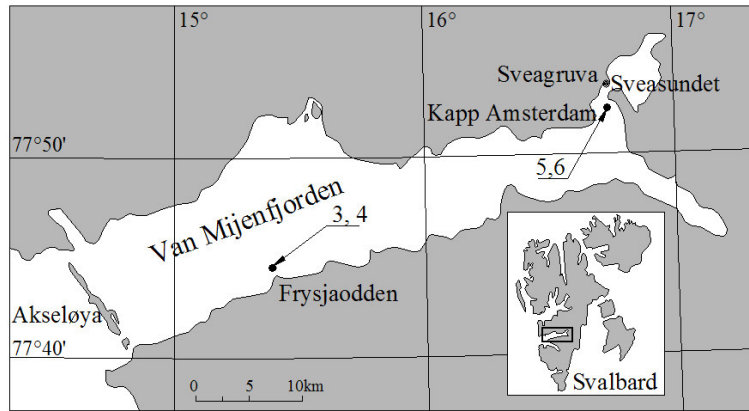 15° 16° 17°
Sveagruva Sveasundet
Kapp Amsterdam
77°50'
5,6
Van Mijenfjorden
3, 4
Frysjaodden
Akseløya
77°40'
0 5 10km
Svalbard